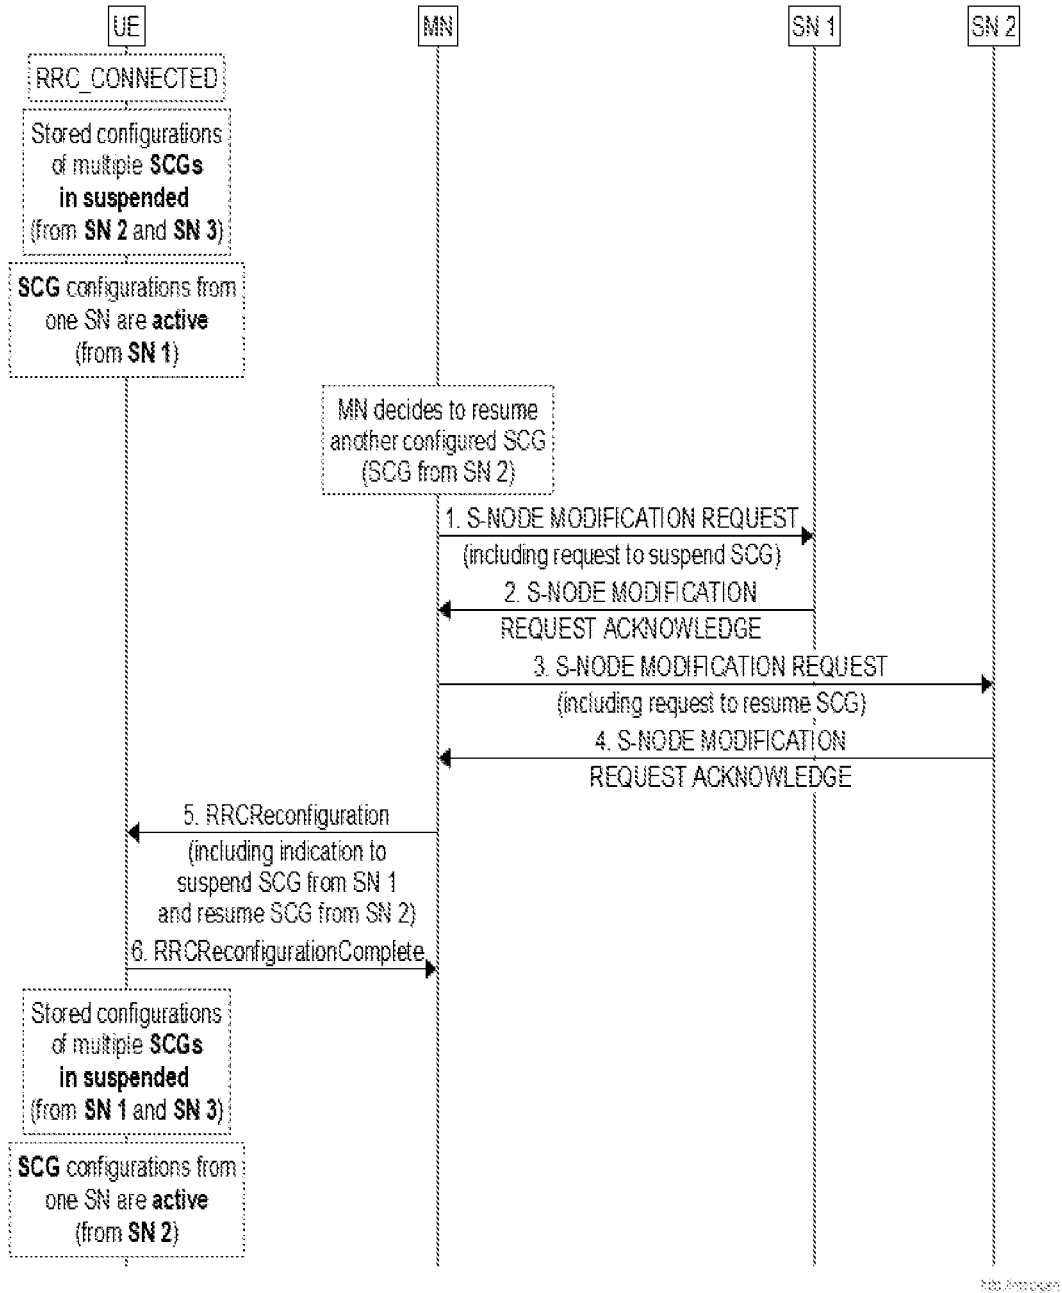 UE
MN
SN 1
SN 2
RRC_CONNECTED
Stored configurations
of multiple SCGs
in suspended
(from SN 2 and SN 3)
SCG configurations from
one SN are active
(from SN 1)
MN decides to resume
another configured SCG
(SCG from SN 2)
1. S-NODE MODIFICATION REQUEST
(including request to suspend SCG)
2. S-NODE MODIFICATION
REQUEST ACKNOWLEDGE
3. S-NODE MODIFICATION REQUEST
(including request to resume SCG)
4. S-NODE MODIFICATION
REQUEST ACKNOWLEDGE
5. RRCReconfiguration
(including indication to
suspend SCG from SN 1
and resume SCG from SN 2)
6. RRCReconfigurationComplete
Stored configurations
of multiple SCGs
in suspended
(from SN 1 and SN 3)
SCG configurations from
one SN are active
(from SN 2)